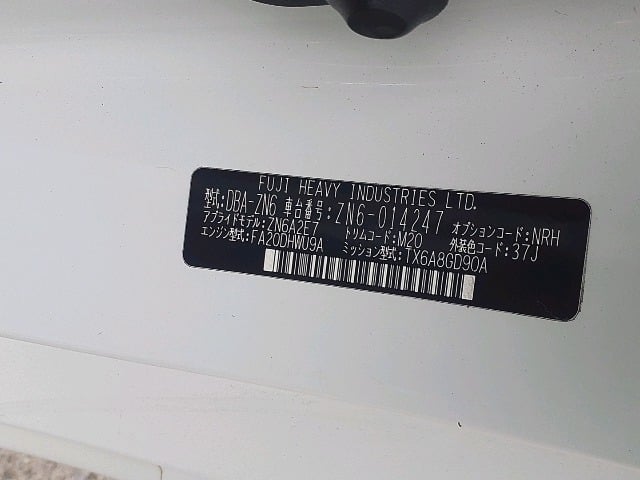 FUJI HEAVY INDUSTRIES LTD.
型式:DBA-ZN6 車台番号:ZN6-014247
アプライドモデル:ZN6A2E7 トリムコード:M20 オプションコード:NRH
エンジン型式:FA20DHWU9A ミッション型式:TX6A8GD90A 外装色コード:37J